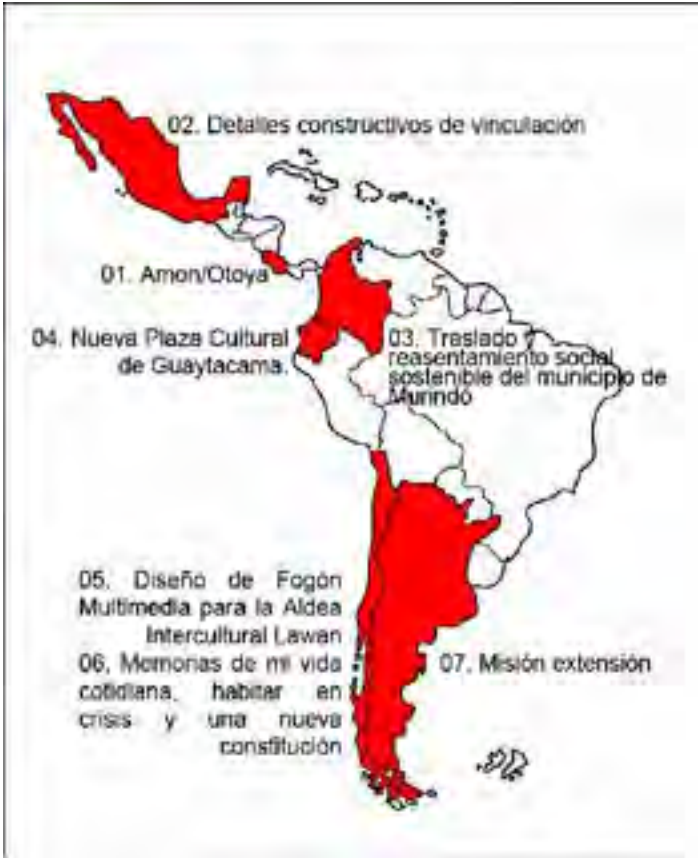 02. Detalles constructivos de vinculación
01. Amon/Otoya
04. Nueva Plaza Cultural
de Guaytacama.
03. Traslado y
reasentamiento social
sostenible del municipio de
Murindó
05. Diseño de Fogón
Multimedia para la Aldea
Intercultural Lawan
06. Memorias de mi vida
cotidiana, habitar en
crisis y una nueva
constitución
07. Misión extensión